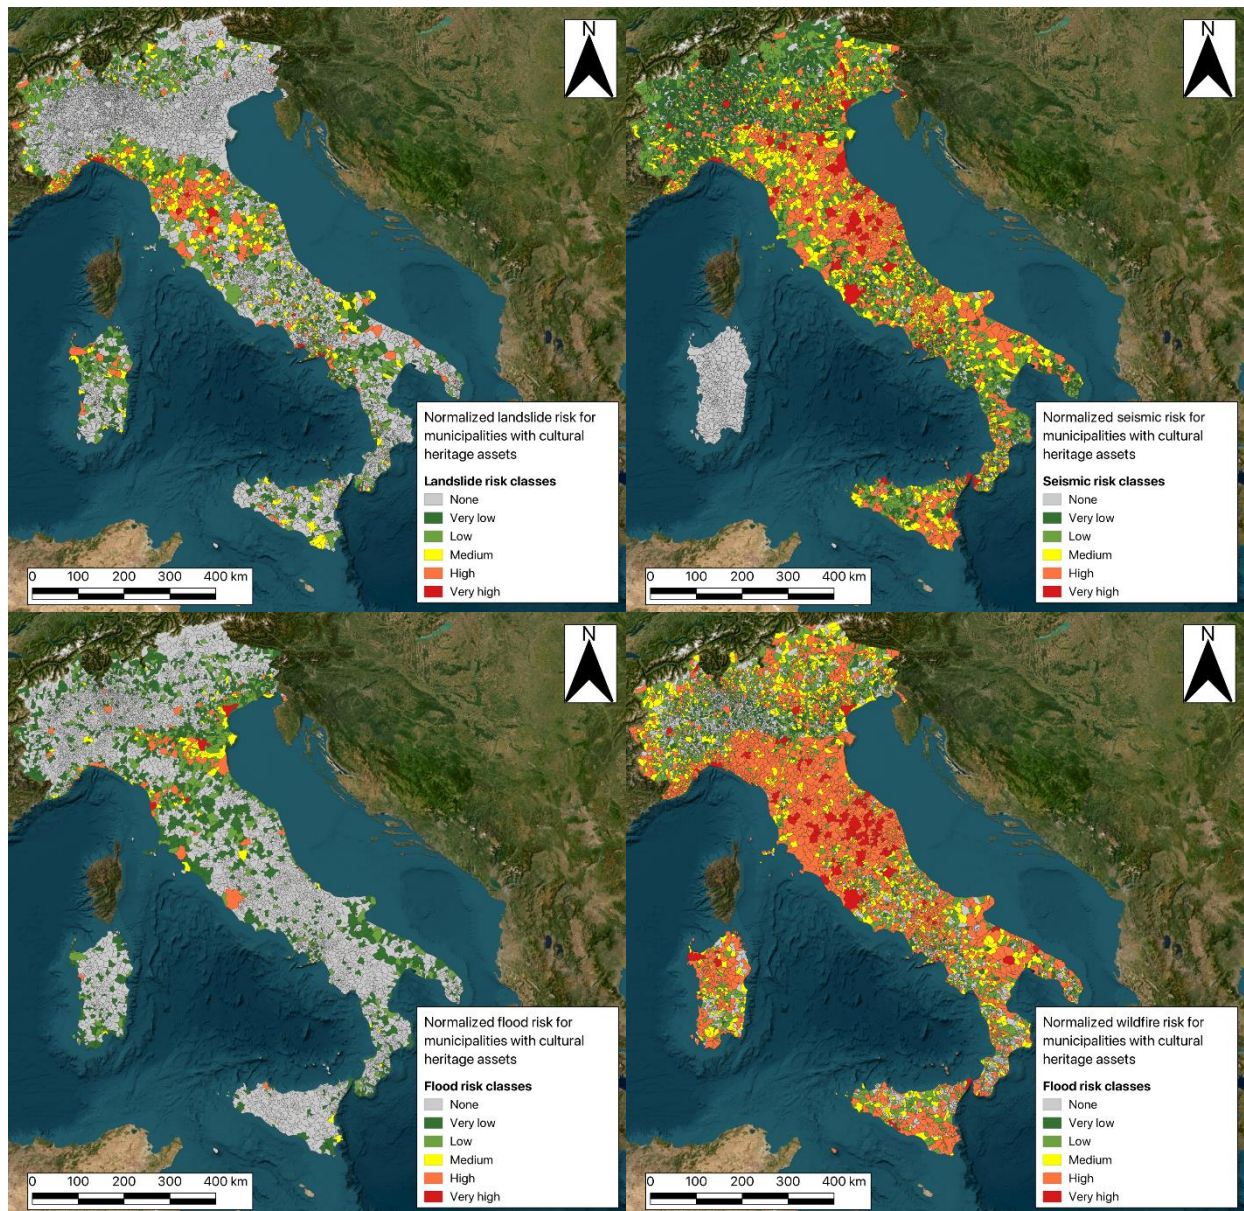 N
Normalized landslide risk for
municipalities with cultural
heritage assets
Landslide risk classes
None
Very low
Low
Medium
High
Very high
0 100 200 300 400 km
N
Normalized seismic risk for
municipalities with cultural
heritage assets
Seismic risk classes
None
Very low
Low
Medium
High
Very high
0 100 200 300 400 km
N
Normalized flood risk for
municipalities with cultural
heritage assets
Flood risk classes
None
Very low
Low
Medium
High
Very high
0 100 200 300 400 km
N
Normalized wildfire risk for
municipalities with cultural
heritage assets
Flood risk classes
None
Very low
Low
Medium
High
Very high
0 100 200 300 400 km